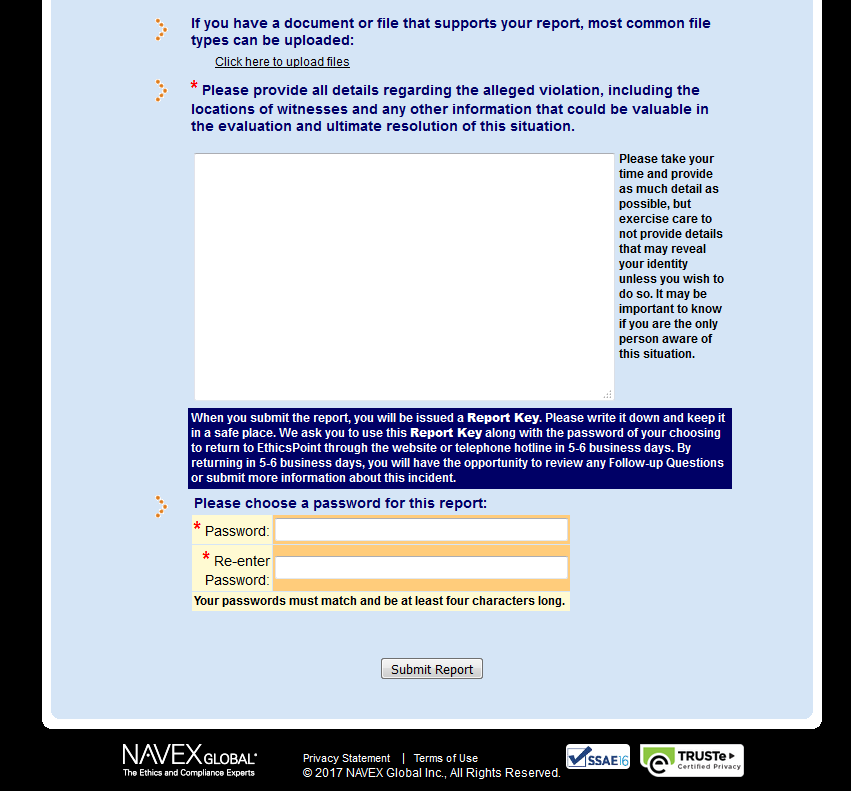 If you have a document or file that supports your report, most common file
types can be uploaded:
Click here to upload files
* Please provide all details regarding the alleged violation, including the
locations of witnesses and any other information that could be valuable in
the evaluation and ultimate resolution of this situation.
Please take your
time and provide
as much detail as
possible, but
exercise care to
not provide details
that may reveal
your identity
unless you wish to
do so. It may be
important to know
if you are the only
person aware of
this situation.
When you submit the report, you will be issued a Report Key. Please write it down and keep it
in a safe place. We ask you to use this Report Key along with the password of your choosing
to return to EthicsPoint through the website or telephone hotline in 5-6 business days. By
returning in 5-6 business days, you will have the opportunity to review any Follow-up Questions
or submit more information about this incident.
Please choose a password for this report:
* Password:
* Re-enter
Password:
Your passwords must match and be at least four characters long.
Submit Report
NAVEX GLOBAL®
The Ethics and Compliance Experts
Privacy Statement | Terms of Use
© 2017 NAVEX Global Inc., All Rights Reserved.
SSAE16
TRUSTe
Certified Privacy